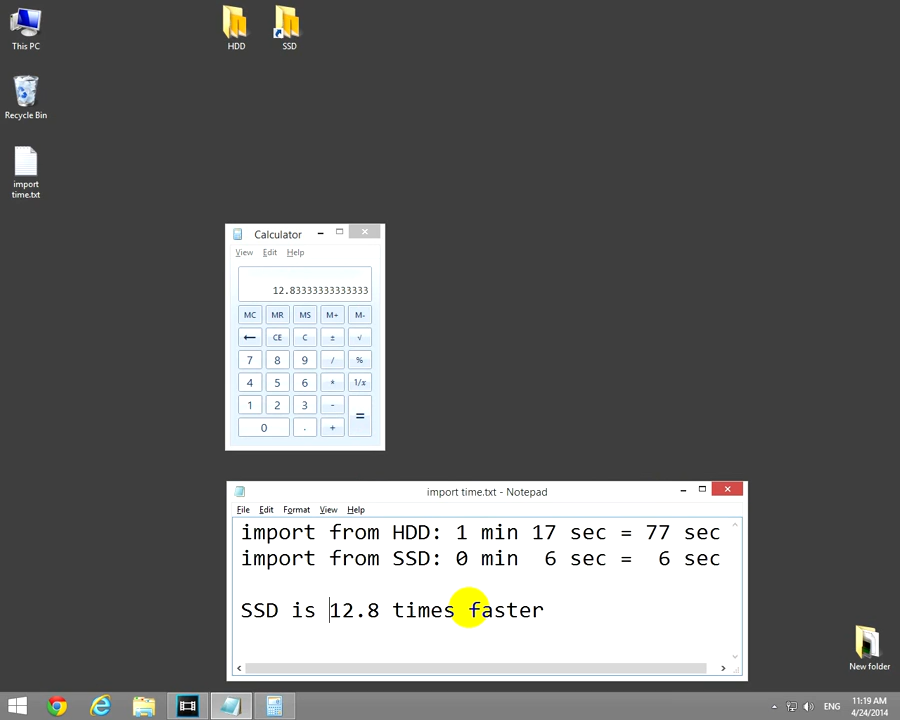 This PC
HDD
SSD
Recycle Bin
import
time.txt
Calculator
View Edit Help
12.83333333333333
MC MR MS M+ M-
← CE C ± √
7 8 9 / %
4 5 6 * 1/x
1 2 3 - =
0 . +
import time.txt - Notepad
File Edit Format View Help
import from HDD: 1 min 17 sec = 77 sec
import from SSD: 0 min  6 sec =  6 sec
SSD is 12.8 times faster
New folder
ENG
11:19 AM
4/24/2014